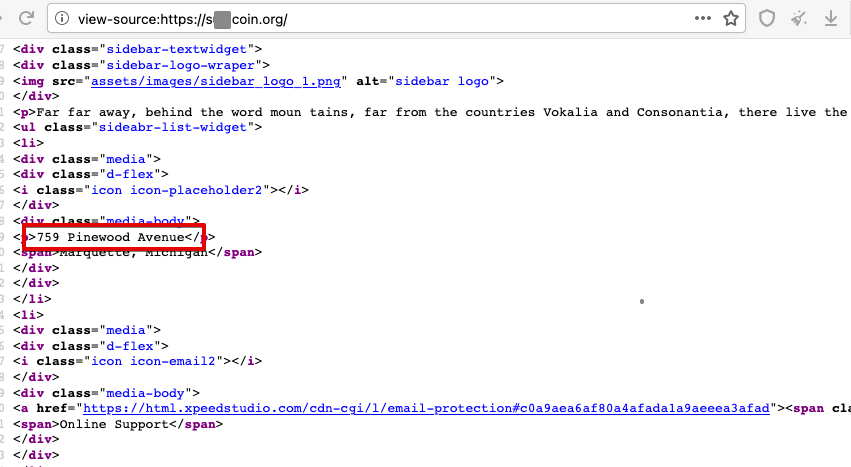 view-source:https://s coin.org/
<div class="sidebar-textwidget">
<div class="sidebar-logo-wraper">
<img src="assets/images/sidebar_logo_1.png" alt="sidebar logo">
</div>
<p>Far far away, behind the word moun tains, far from the countries Vokalia and Consonantia, there live the
<ul class="sideabr-list-widget">
<li>
<div class="media">
<div class="d-flex">
<i class="icon icon-placeholder2"></i>
</div>
<div class="media-body">
<p>759 Pinewood Avenue</p>
<span>Marquette, Michigan</span>
</div>
</div>
</li>
<li>
<div class="media">
<div class="d-flex">
<i class="icon icon-email2"></i>
</div>
<div class="media-body">
<a href="https://html.xpeedstudio.com/cdn-cgi/l/email-protection#c0a9aea6af80a4afada1a9aeeea3afad"><span cla
<span>Online Support</span>
</div>
</div>